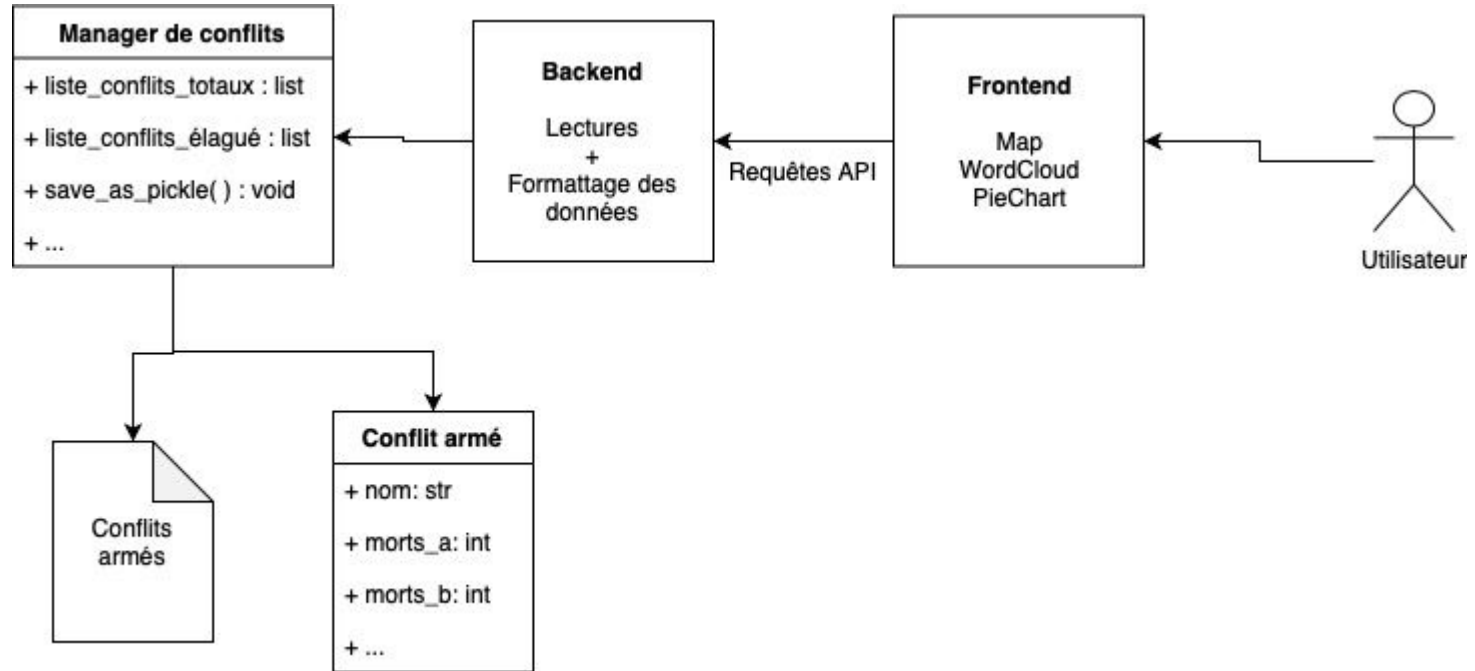 Manager de conflits
+ liste_conflits_totaux : list
+ liste_conflits_élagué : list
+ save_as_pickle( ) : void
+ ...
Backend
Lectures
+
Formattage des
données
Requêtes API
Frontend
Map
WordCloud
PieChart
Utilisateur
Conflits
armés
Conflit armé
+ nom: str
+ morts_a: int
+ morts_b: int
+ ...